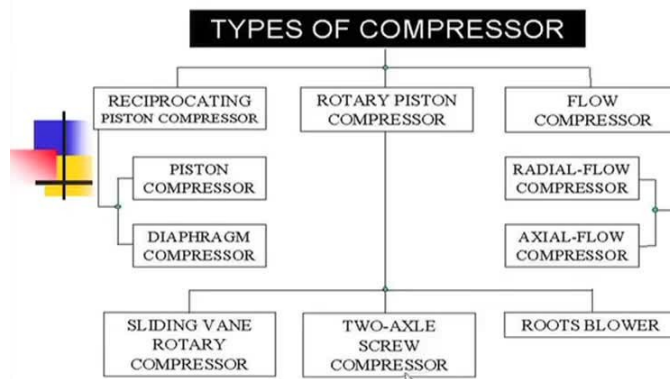 TYPES OF COMPRESSOR
RECIPROCATING
PISTON COMPRESSOR
ROTARY PISTON
COMPRESSOR
FLOW
COMPRESSOR
PISTON
COMPRESSOR
RADIAL-FLOW
COMPRESSOR
DIAPHRAGM
COMPRESSOR
AXIAL-FLOW
COMPRESSOR
SLIDING VANE
ROTARY
COMPRESSOR
TWO-AXLE
SCREW
COMPRESSOR
ROOTS BLOWER